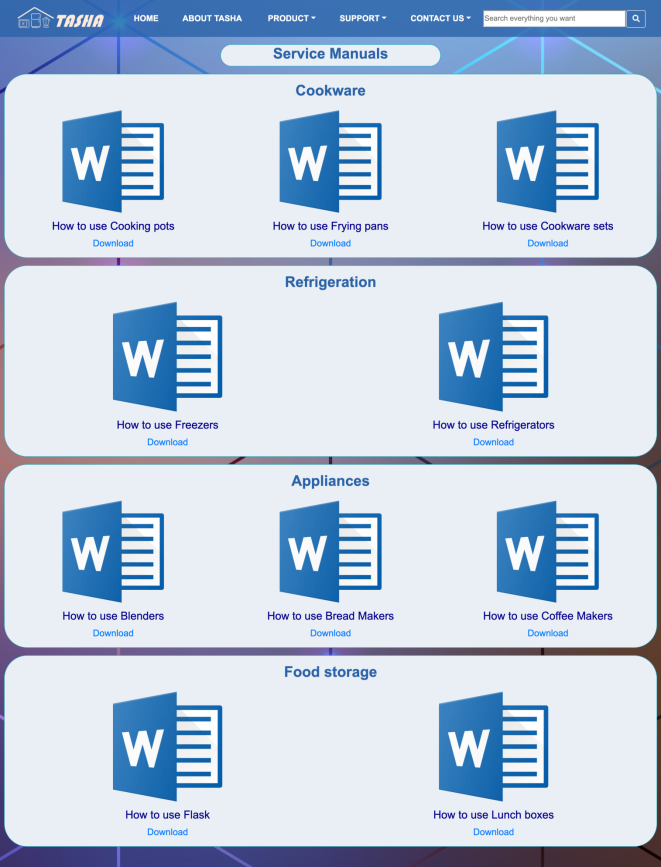 TASHA HOME ABOUT TASHA PRODUCT SUPPORT CONTACT US Search everything you want
Service Manuals
Cookware
W W W
How to use Cooking pots How to use Frying pans How to use Cookware sets
Download Download Download
Refrigeration
W W
How to use Freezers How to use Refrigerators
Download Download
Appliances
W W W
How to use Blenders How to use Bread Makers How to use Coffee Makers
Download Download Download
Food storage
W W
How to use Flask How to use Lunch boxes
Download Download